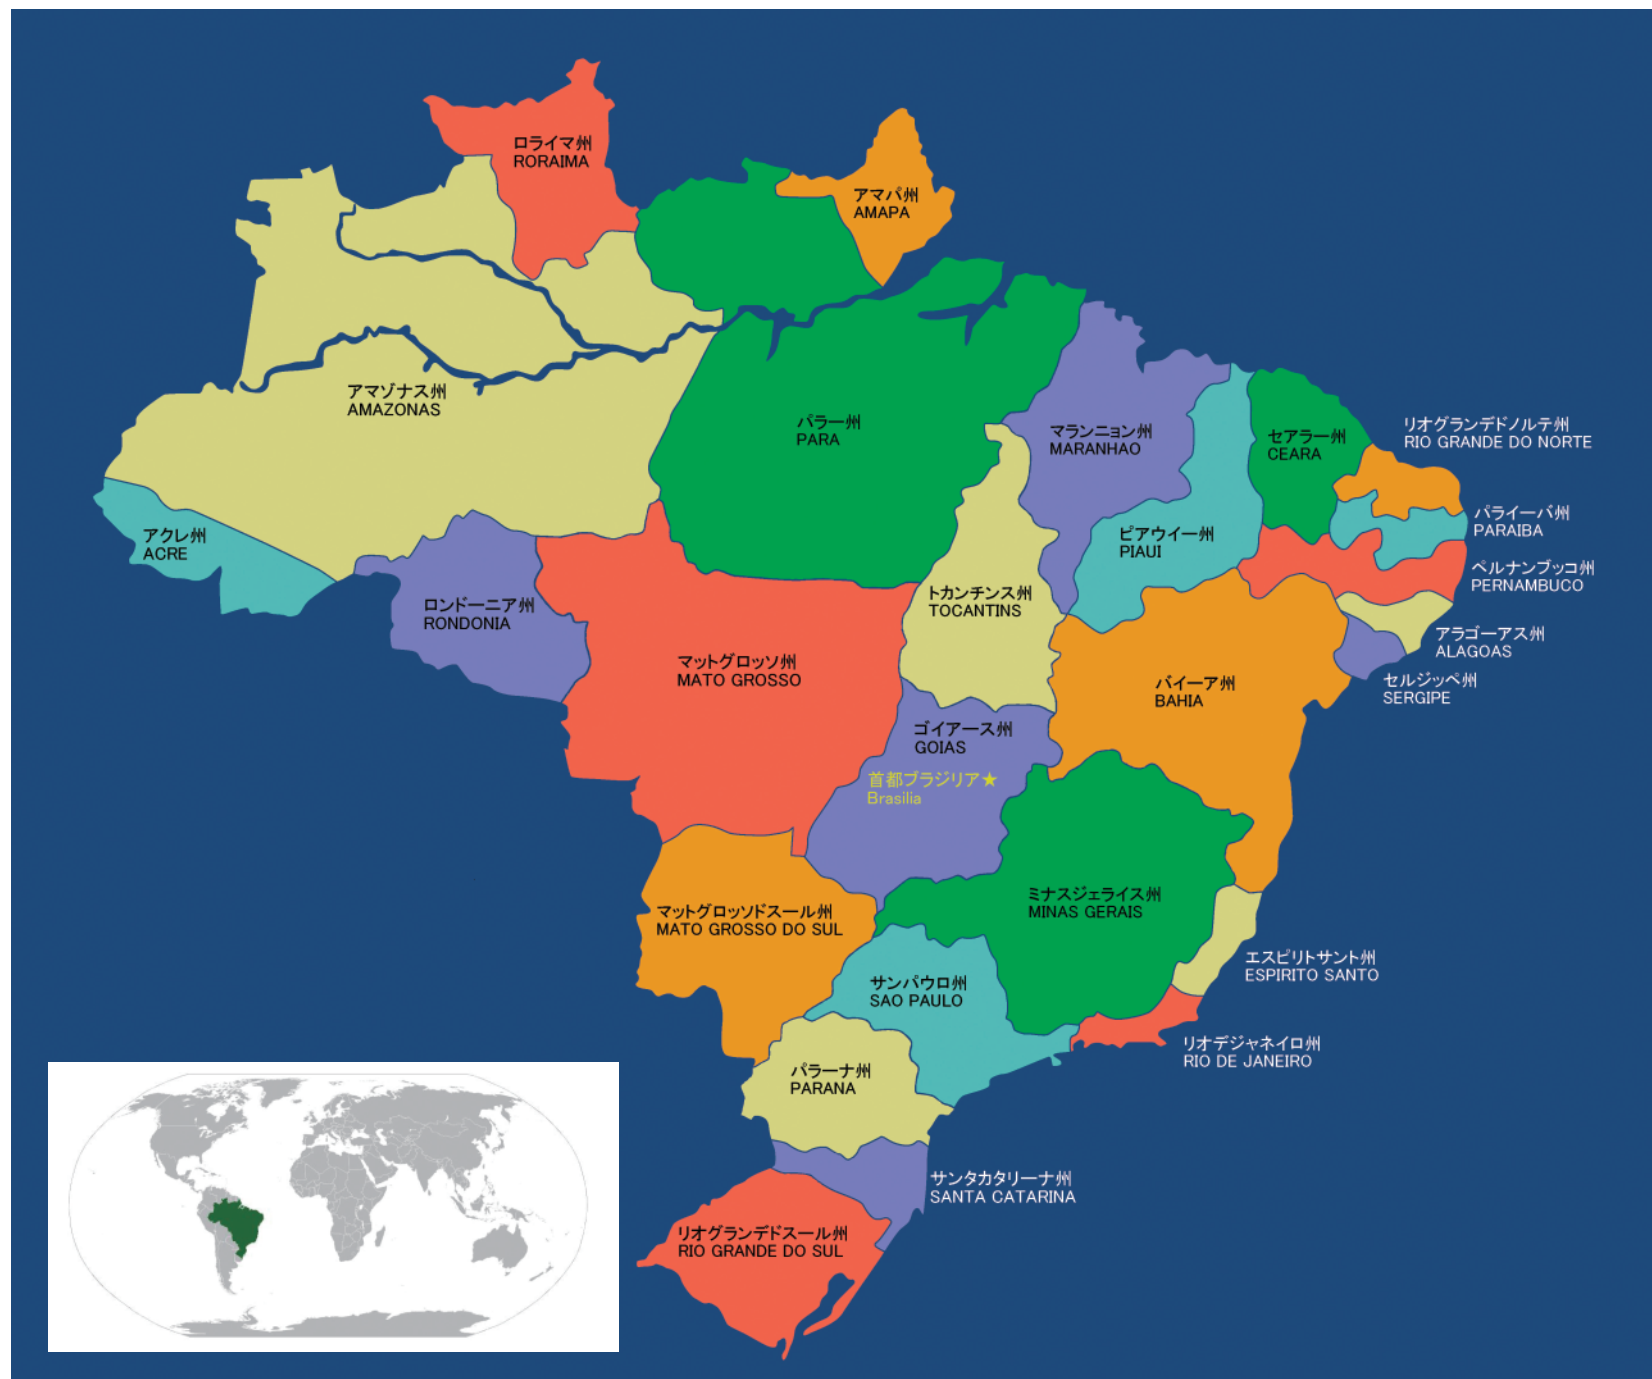 ロライマ州
RORAIMA
アマパ州
AMAPA
アマゾナス州
AMAZONAS
パラー州
PARA
マランニョン州
MARANHAO
セアラー州
CEARA
リオグランデドノルテ州
RIO GRANDE DO NORTE
パライーバ州
PARAIBA
ピアウイー州
PIAUI
アクレ州
ACRE
ペルナンブッコ州
PERNAMBUCO
ロンドーニア州
RONDONIA
トカンチンス州
TOCANTINS
アラゴーアス州
ALAGOAS
マットグロッソ州
MATO GROSSO
バイーア州
BAHIA
セルジッペ州
SERGIPE
ゴイアース州
GOIAS
首都ブラジリア★
Brasilia
ミナスジェライス州
MINAS GERAIS
マットグロッソドスール州
MATO GROSSO DO SUL
エスピリトサント州
ESPIRITO SANTO
サンパウロ州
SAO PAULO
リオデジャネイロ州
RIO DE JANEIRO
パラーナ州
PARANA
サンタカタリーナ州
SANTA CATARINA
リオグランデドスール州
RIO GRANDE DO SUL